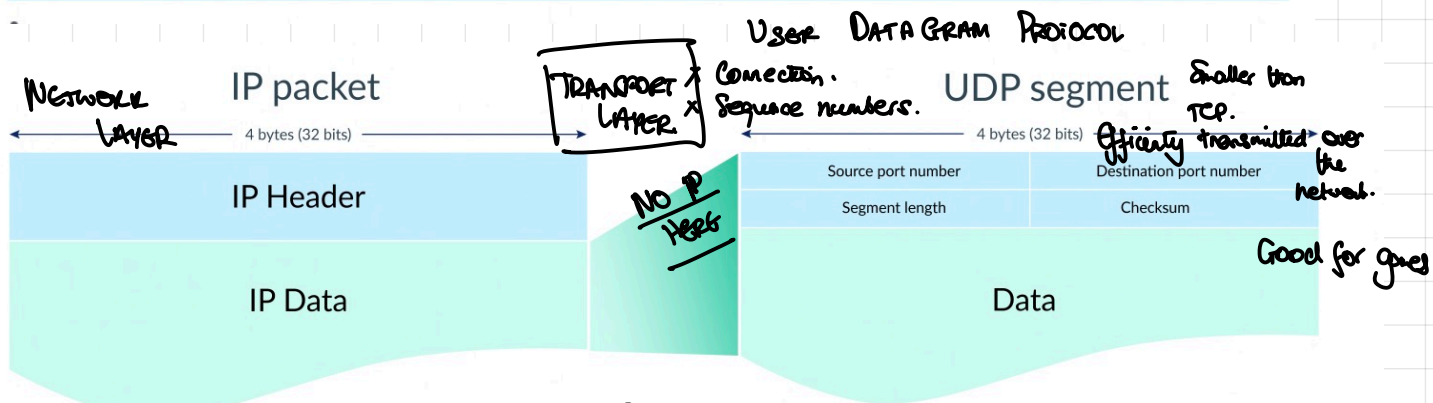 USER DATAGRAM PROTOCOL
NETWORK
LAYER
IP packet
4 bytes (32 bits)
IP Header
IP Data
TRANSPORT
LAYER
x Connection.
x Sequence numbers.
NO IP
HERE
UDP segment
Smaller than
TCP.
Efficiently transmitted over
the
network.
4 bytes (32 bits)
Source port number Destination port number
Segment length Checksum
Data
Good for games